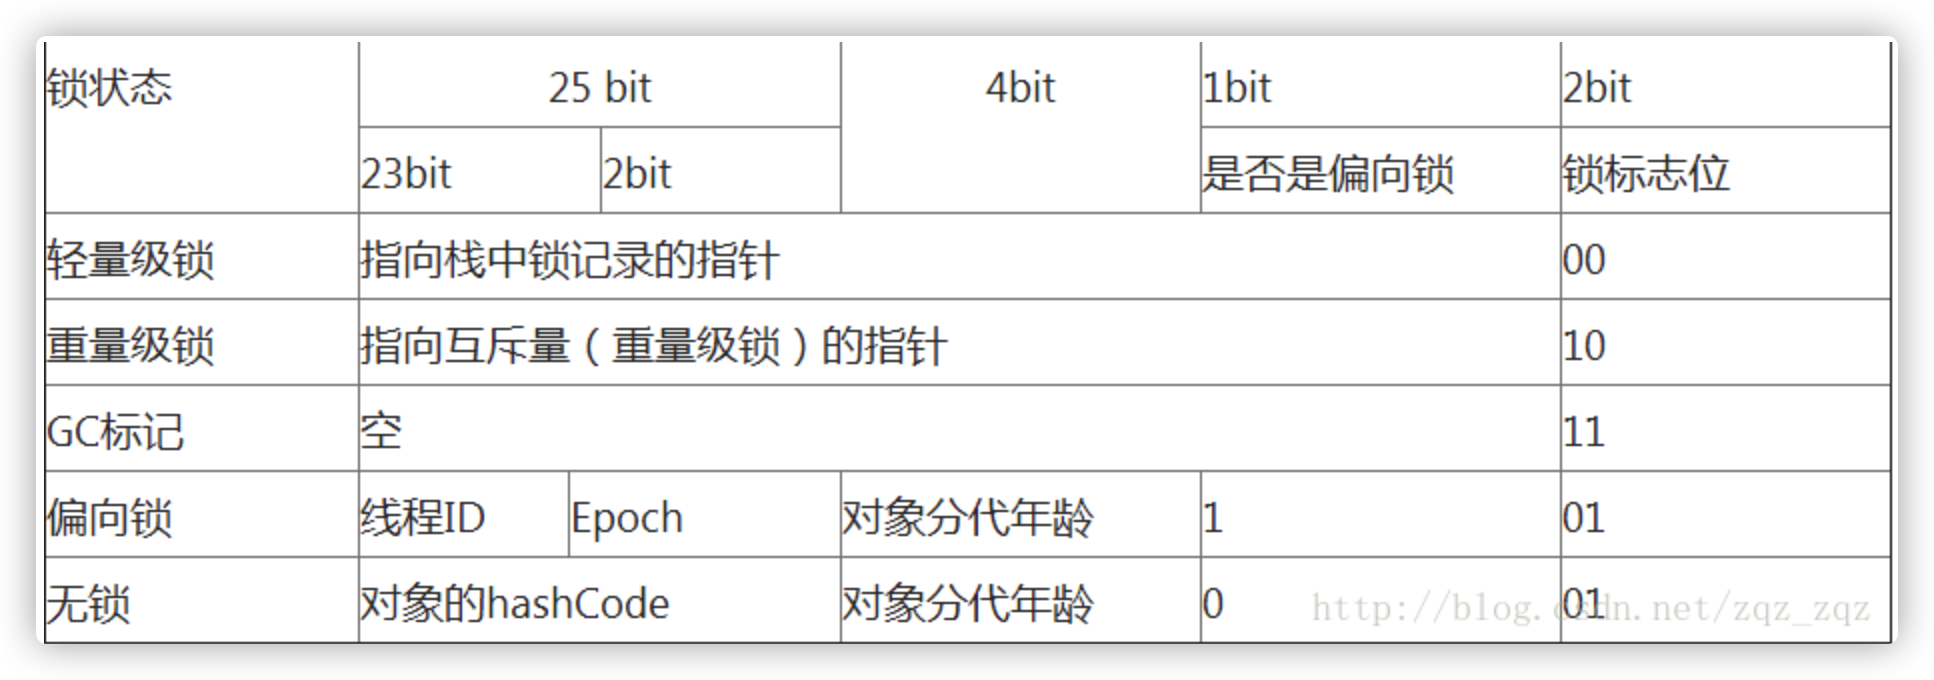 锁状态 25 bit 4bit 1bit 2bit
23bit 2bit 是否是偏向锁 锁标志位
轻量级锁 指向栈中锁记录的指针 00
重量级锁 指向互斥量（重量级锁）的指针 10
GC标记 空 11
偏向锁 线程ID Epoch 对象分代年龄 1 01
无锁 对象的hashCode 对象分代年龄 0 01
http://blog.csdn.net/zqz_zqz